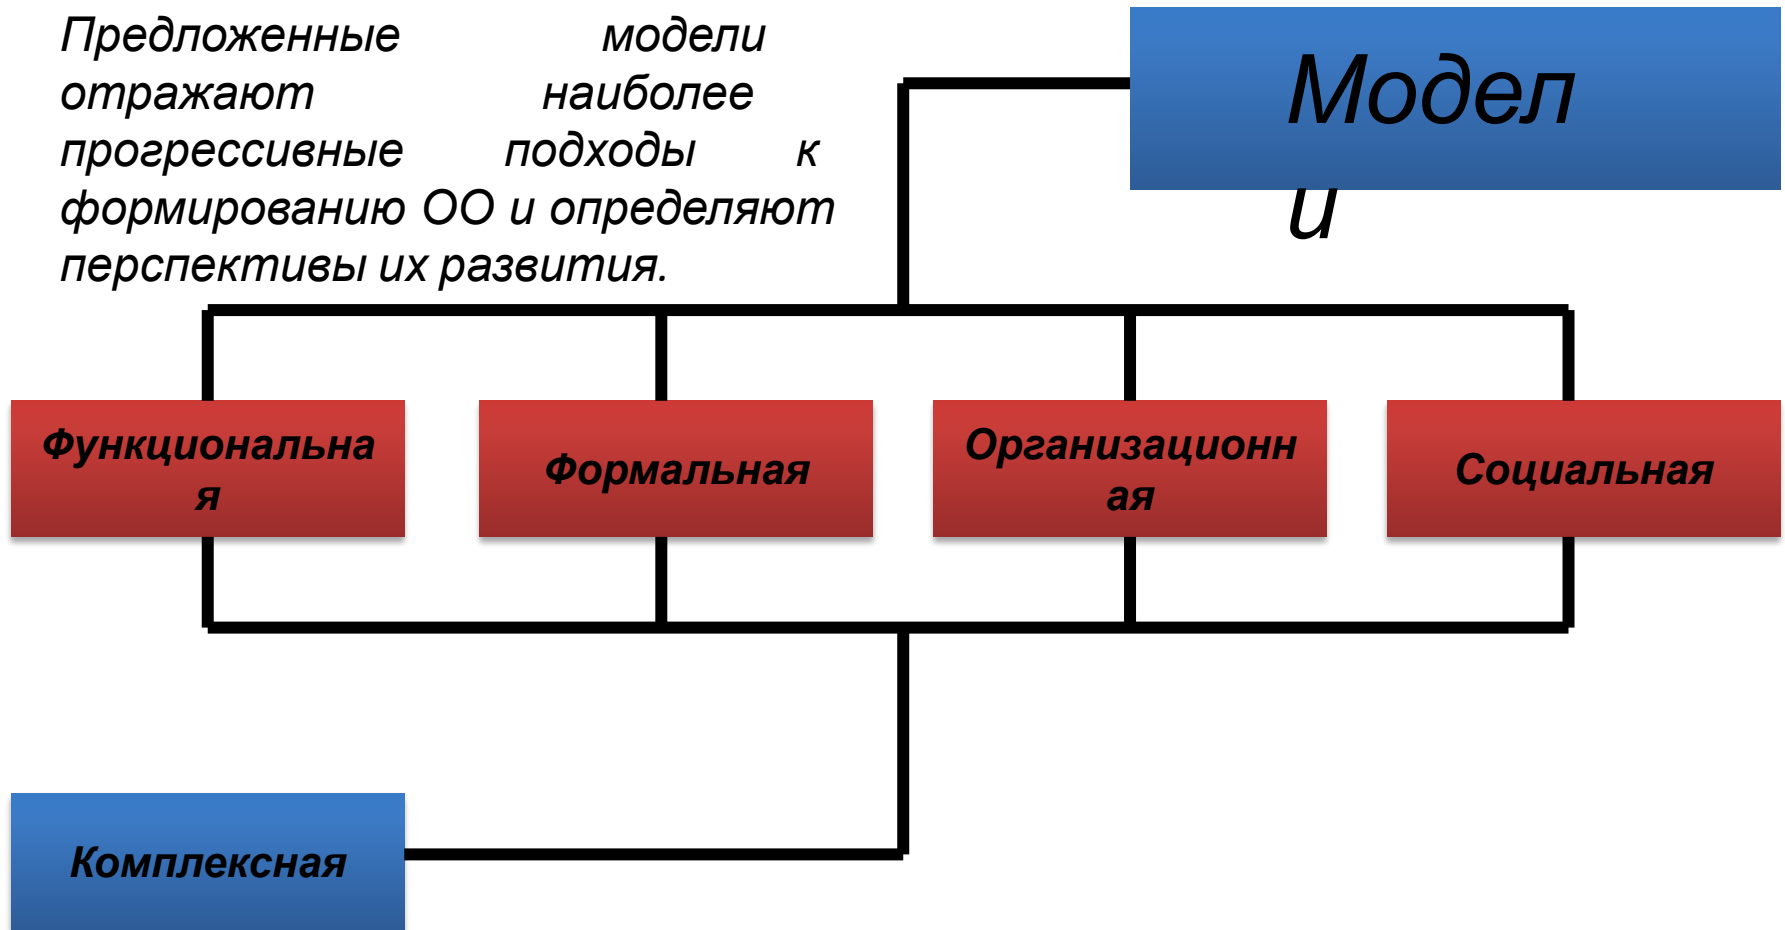 Предложенные модели
отражают наиболее
прогрессивные подходы к
формированию ОО и определяют
перспективы их развития.
Модел
и
Функциональна
я
Формальная
Организационн
ая
Социальная
Комплексная